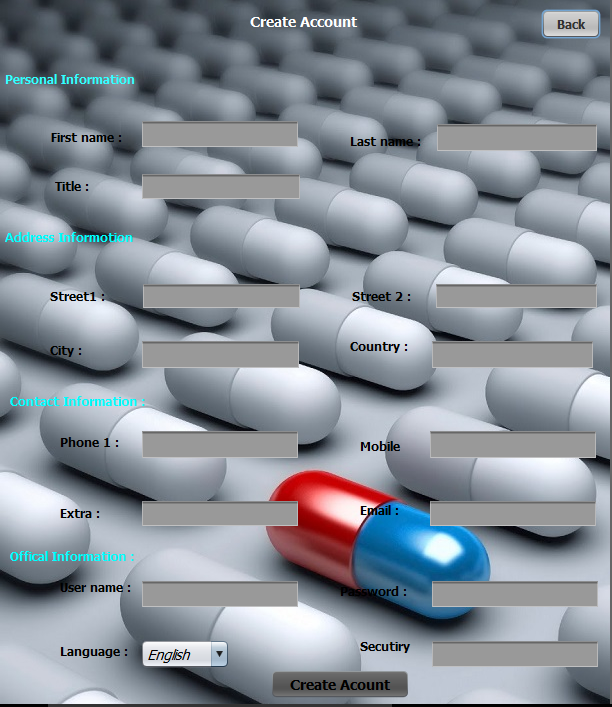 Create Account
Back
Personal Information
First name :
Last name :
Title :
Address Informotion
Street1 :
Street 2 :
City :
Country :
Contact Information :
Phone 1 :
Mobile
Extra :
Email :
Offical Information :
User name :
Password :
Language :
English
Secutiry
Create Acount